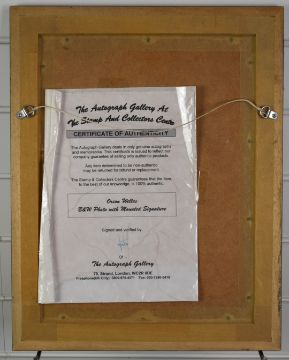 The Autograph Gallery At
The Stamp And Collectors Centre
CERTIFICATE OF AUTHENTICITY
The Autograph Gallery deals in only genuine autographs
and memorabilia. This certificate is issued to reflect our
company guarantee of selling only authentic products.
Any item determined to be non-authentic
may be returned for refund or replacement.
The Stamp & Collectors Centre guarantees that this item,
to the best of our knowledge, is 100% authentic.
Orson Welles
B&W Photo with Mounted Signature
Signed and verified by
Of
The Autograph Gallery
79, Strand, London, WC2R 0DE